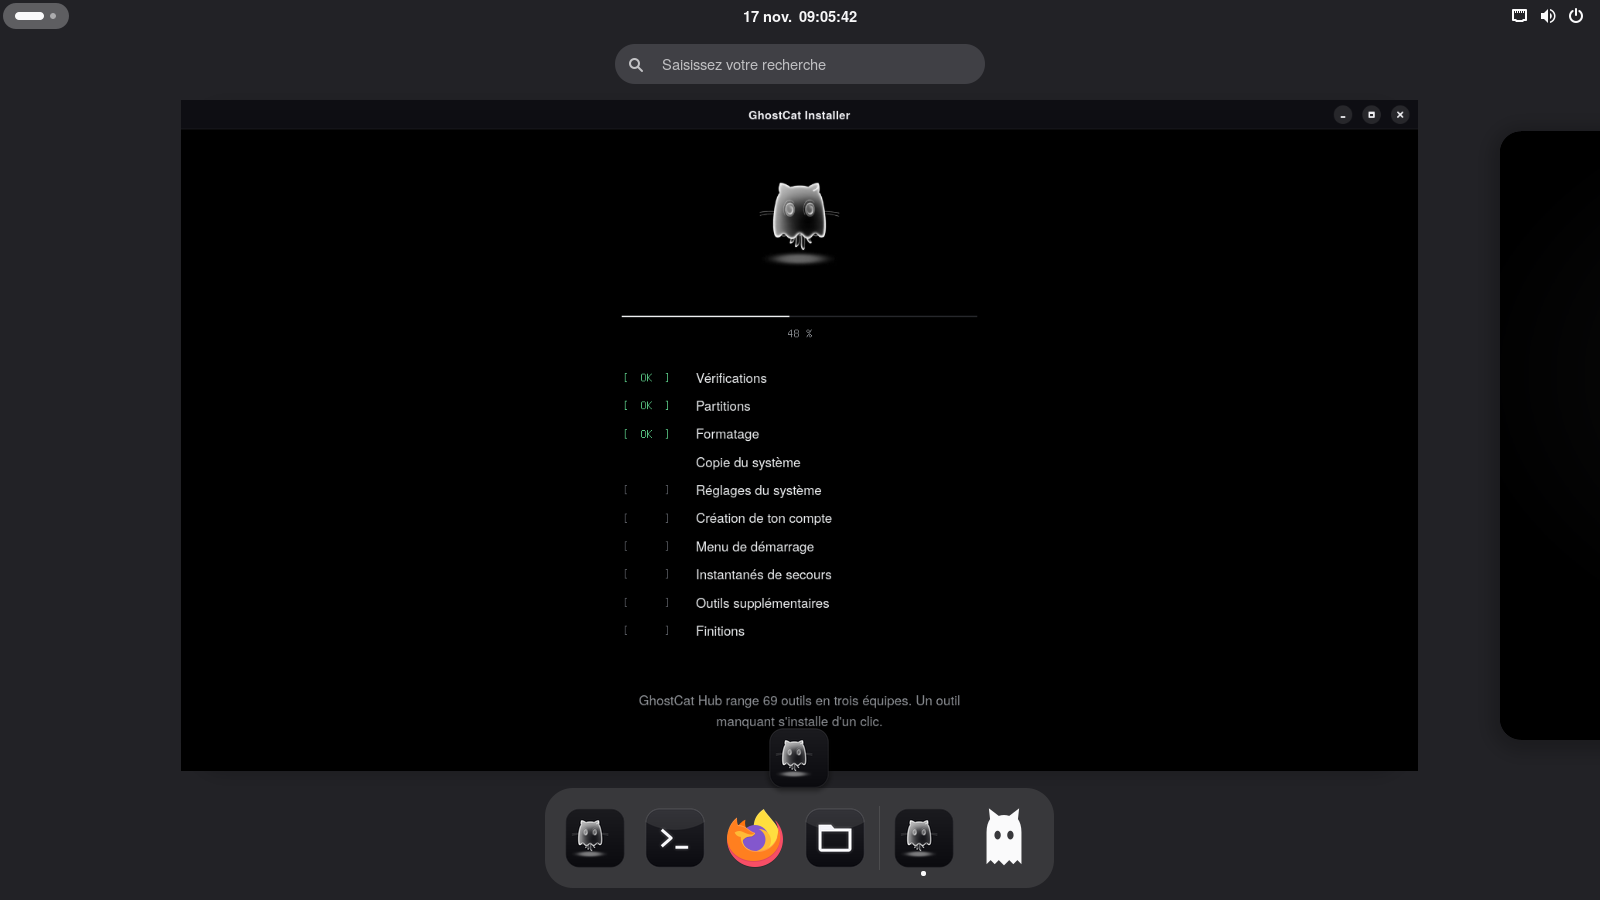 17 nov. 09:05:42
Saisissez votre recherche
GhostCat Installer
48 %
[ OK ] Vérifications
[ OK ] Partitions
[ OK ] Formatage
Copie du système
[ ] Réglages du système
[ ] Création de ton compte
[ ] Menu de démarrage
[ ] Instantanés de secours
[ ] Outils supplémentaires
[ ] Finitions
GhostCat Hub range 69 outils en trois équipes. Un outil
manquant s'installe d'un clic.